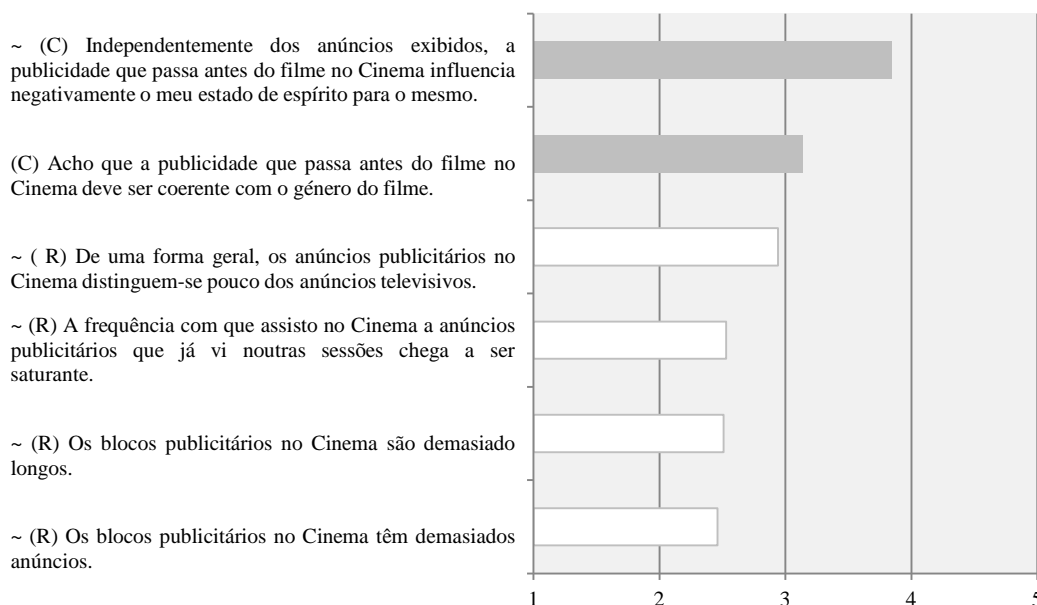 ~ (C) Independentemente dos anúncios exibidos, a
publicidade que passa antes do filme no Cinema influencia
negativamente o meu estado de espírito para o mesmo.
(C) Acho que a publicidade que passa antes do filme no
Cinema deve ser coerente com o género do filme.
~ ( R) De uma forma geral, os anúncios publicitários no
Cinema distinguem-se pouco dos anúncios televisivos.
~ (R) A frequência com que assisto no Cinema a anúncios
publicitários que já vi noutras sessões chega a ser
saturante.
~ (R) Os blocos publicitários no Cinema são demasiado
longos.
~ (R) Os blocos publicitários no Cinema têm demasiados
anúncios.
1 2 3 4 5